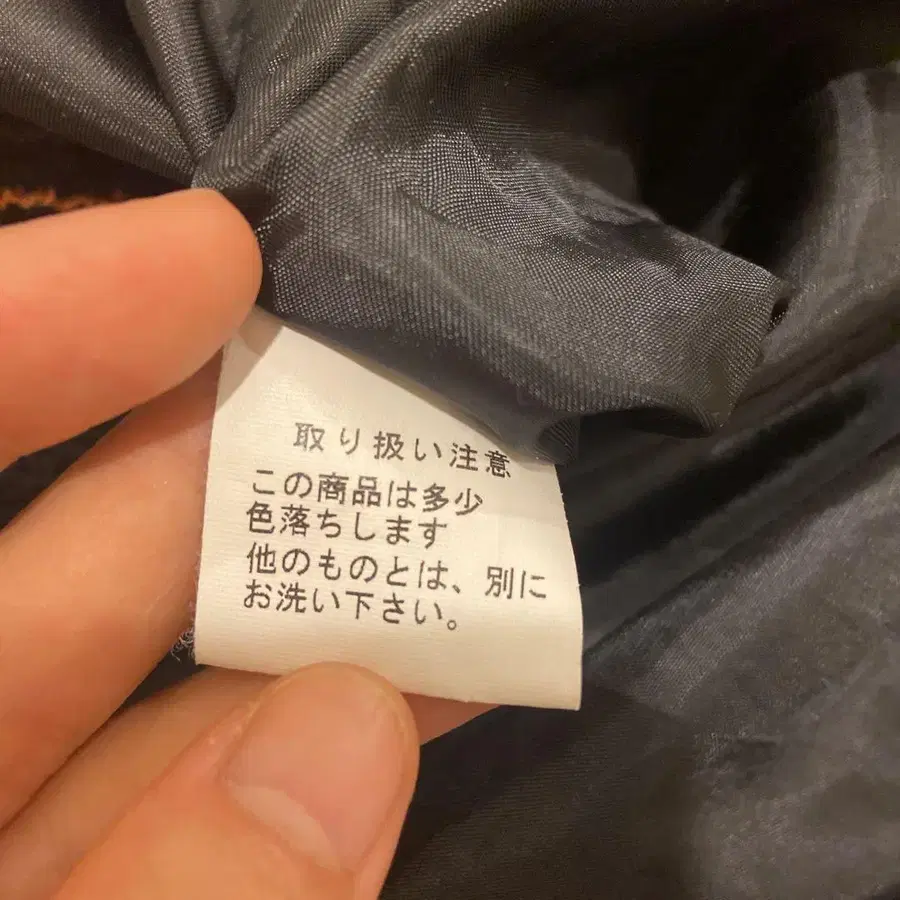 取り扱い注意
この商品は多少
色落ちします
他のものとは、別に
お洗い下さい。